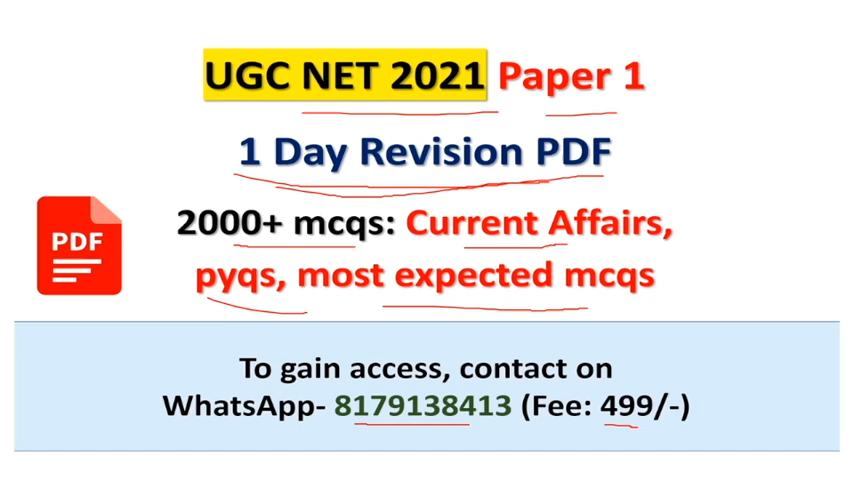 UGC NET 2021 Paper 1
1 Day Revision PDF
2000+ mcqs: Current Affairs,
PDF
pyqs, most expected mcqs
To gain access, contact on
WhatsApp- 8179138413 (Fee: 499/-)